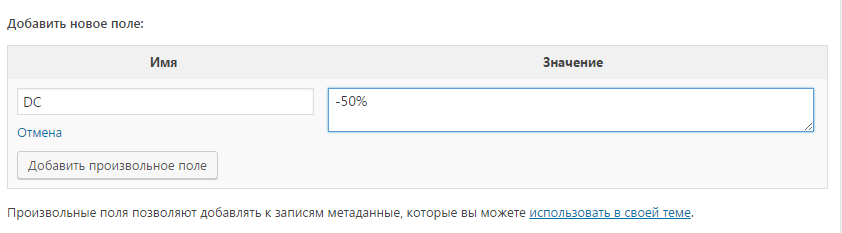 Добавить новое поле:
Имя Значение
DC -50%
Отмена
Добавить произвольное поле
Произвольные поля позволяют добавлять к записям метаданные, которые вы можете использовать в своей теме.